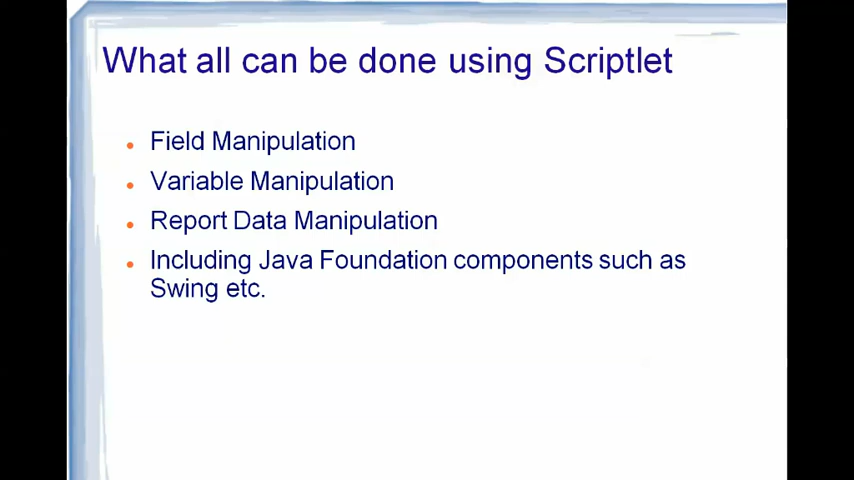 What all can be done using Scriptlet
Field Manipulation
Variable Manipulation
Report Data Manipulation
Including Java Foundation components such as
Swing etc.